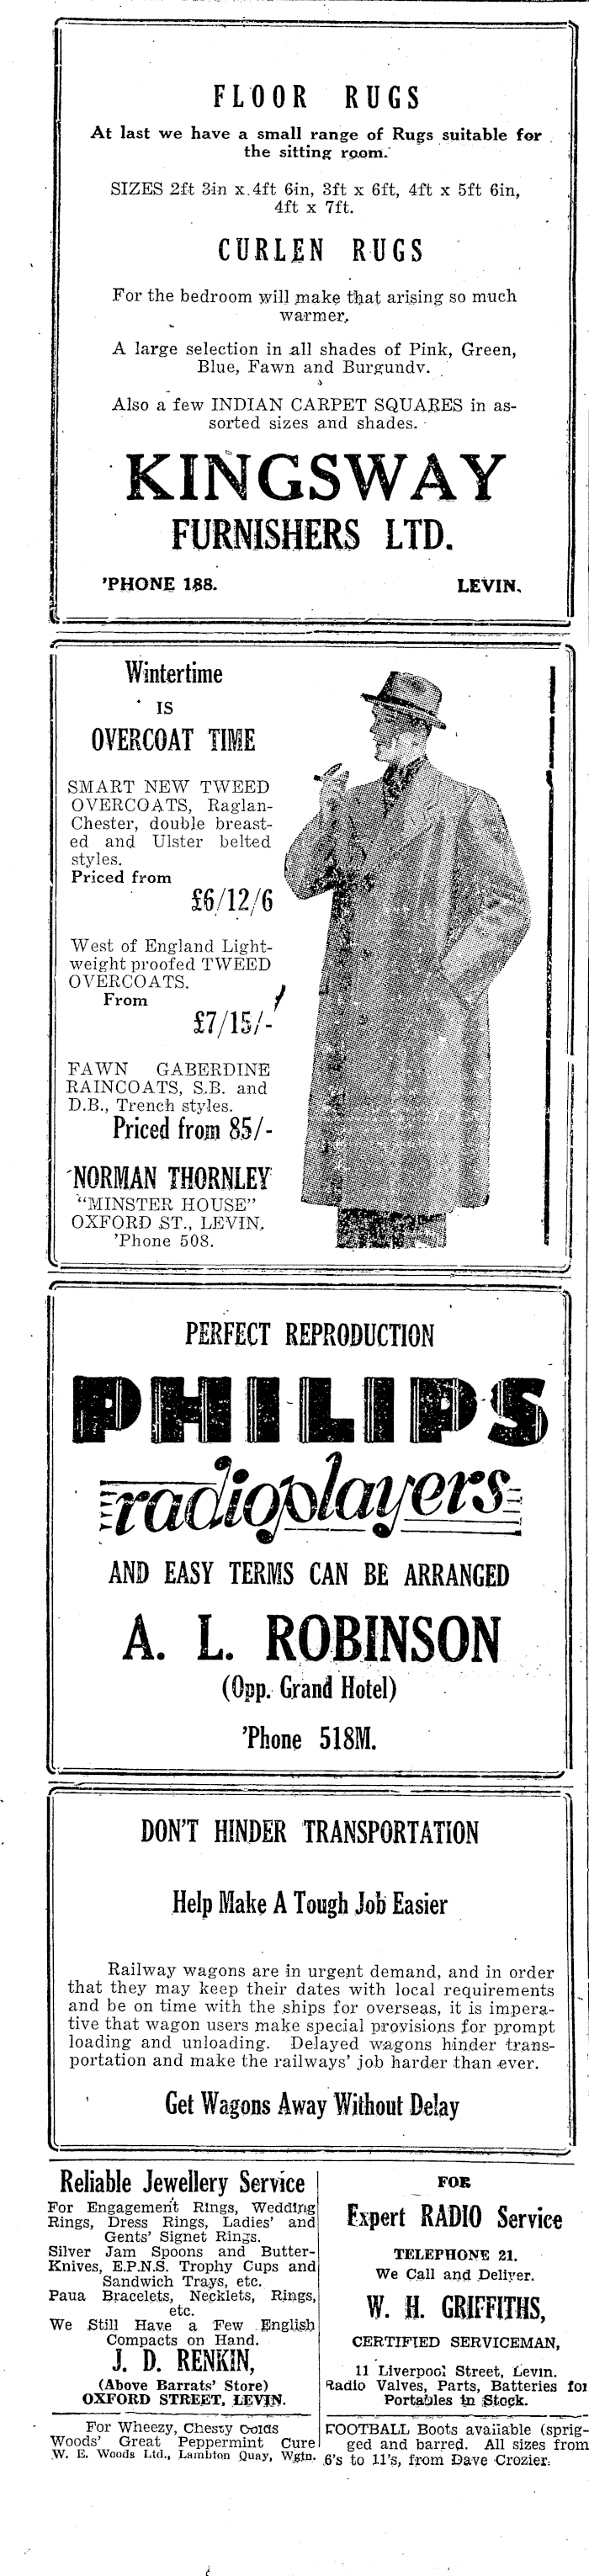 FLOOR RUGS
At last we have a small range of Rugs suitable for
the sitting room.
SIZES 2ft 3in x 4ft 6in, 3ft x 6ft, 4ft x 5ft 6in,
4ft x 7ft.
CURLEN RUGS
For the bedroom will make that arising so much
warmer.
A large selection in all shades of Pink, Green,
Blue, Fawn and Burgundy.
Also a few INDIAN CARPET SQUARES in as-
sorted sizes and shades.
KINGSWAY
FURNISHERS LTD.
'PHONE 188. LEVIN.
Wintertime
IS
OVERCOAT TIME
SMART NEW TWEED
OVERCOATS, Raglan-
Chester, double breast-
ed and Ulster belted
styles.
Priced from
£6/12/6
West of England Light-
weight proofed TWEED
OVERCOATS.
From
£7/15/-
FAWN GABERDINE
RAINCOATS, S.B. and
D.B., Trench styles.
Priced from 85/-
NORMAN THORNLEY
"MINSTER HOUSE"
OXFORD ST., LEVIN.
'Phone 508.
PERFECT REPRODUCTION
PHILIPS
radioplayers
AND EASY TERMS CAN BE ARRANGED
A. L. ROBINSON
(Opp. Grand Hotel)
'Phone 518M.
DON'T HINDER TRANSPORTATION
Help Make A Tough Job Easier
Railway wagons are in urgent demand, and in order
that they may keep their dates with local requirements
and be on time with the ships for overseas, it is impera-
tive that wagon users make special provisions for prompt
loading and unloading. Delayed wagons hinder trans-
portation and make the railways' job harder than ever.
Get Wagons Away Without Delay
Reliable Jewellery Service
For Engagement Rings, Wedding
Rings, Dress Rings, Ladies' and
Gents' Signet Rings.
Silver Jam Spoons and Butter-
Knives, E.P.N.S. Trophy Cups and
Sandwich Trays, etc.
Paua Bracelets, Necklets, Rings,
etc.
We Still Have a Few English
Compacts on Hand.
J. D. RENKIN,
(Above Barrats' Store)
OXFORD STREET, LEVIN.
For Wheezy, Chesty Colds
Woods' Great Peppermint Cure
W. E. Woods Ltd., Lambton Quay, Wgtn.
FOR
Expert RADIO Service
TELEPHONE 21.
We Call and Deliver.
W. H. GRIFFITHS,
CERTIFIED SERVICEMAN,
11 Liverpool Street, Levin.
Radio Valves, Parts, Batteries for
Portables in Stock.
FOOTBALL Boots available (sprig-
ged and barred. All sizes from
6's to 11's, from Dave Crozier.